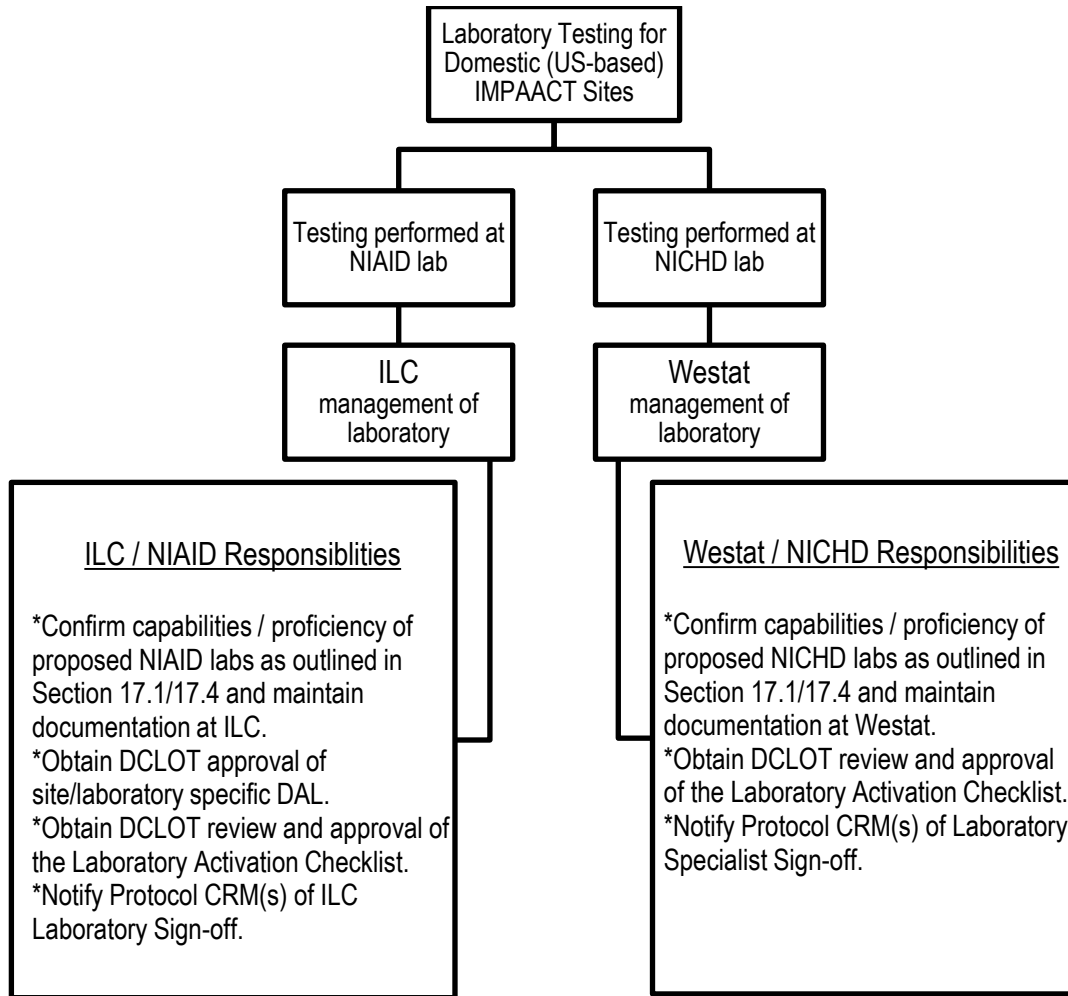 Laboratory Testing for
Domestic (US-based)
IMPAACT Sites
Testing performed at
NIAID lab
Testing performed at
NICHD lab
ILC
management of
laboratory
Westat
management of
laboratory
ILC / NIAID Responsiblities
*Confirm capabilities / proficiency of
proposed NIAID labs as outlined in
Section 17.1/17.4 and maintain
documentation at ILC.
*Obtain DCLOT approval of
site/laboratory specific DAL.
*Obtain DCLOT review and approval of
the Laboratory Activation Checklist.
*Notify Protocol CRM(s) of ILC
Laboratory Sign-off.
Westat / NICHD Responsibilities
*Confirm capabilities / proficiency of
proposed NICHD labs as outlined in
Section 17.1/17.4 and maintain
documentation at Westat.
*Obtain DCLOT review and approval
of the Laboratory Activation Checklist.
*Notify Protocol CRM(s) of Laboratory
Specialist Sign-off.